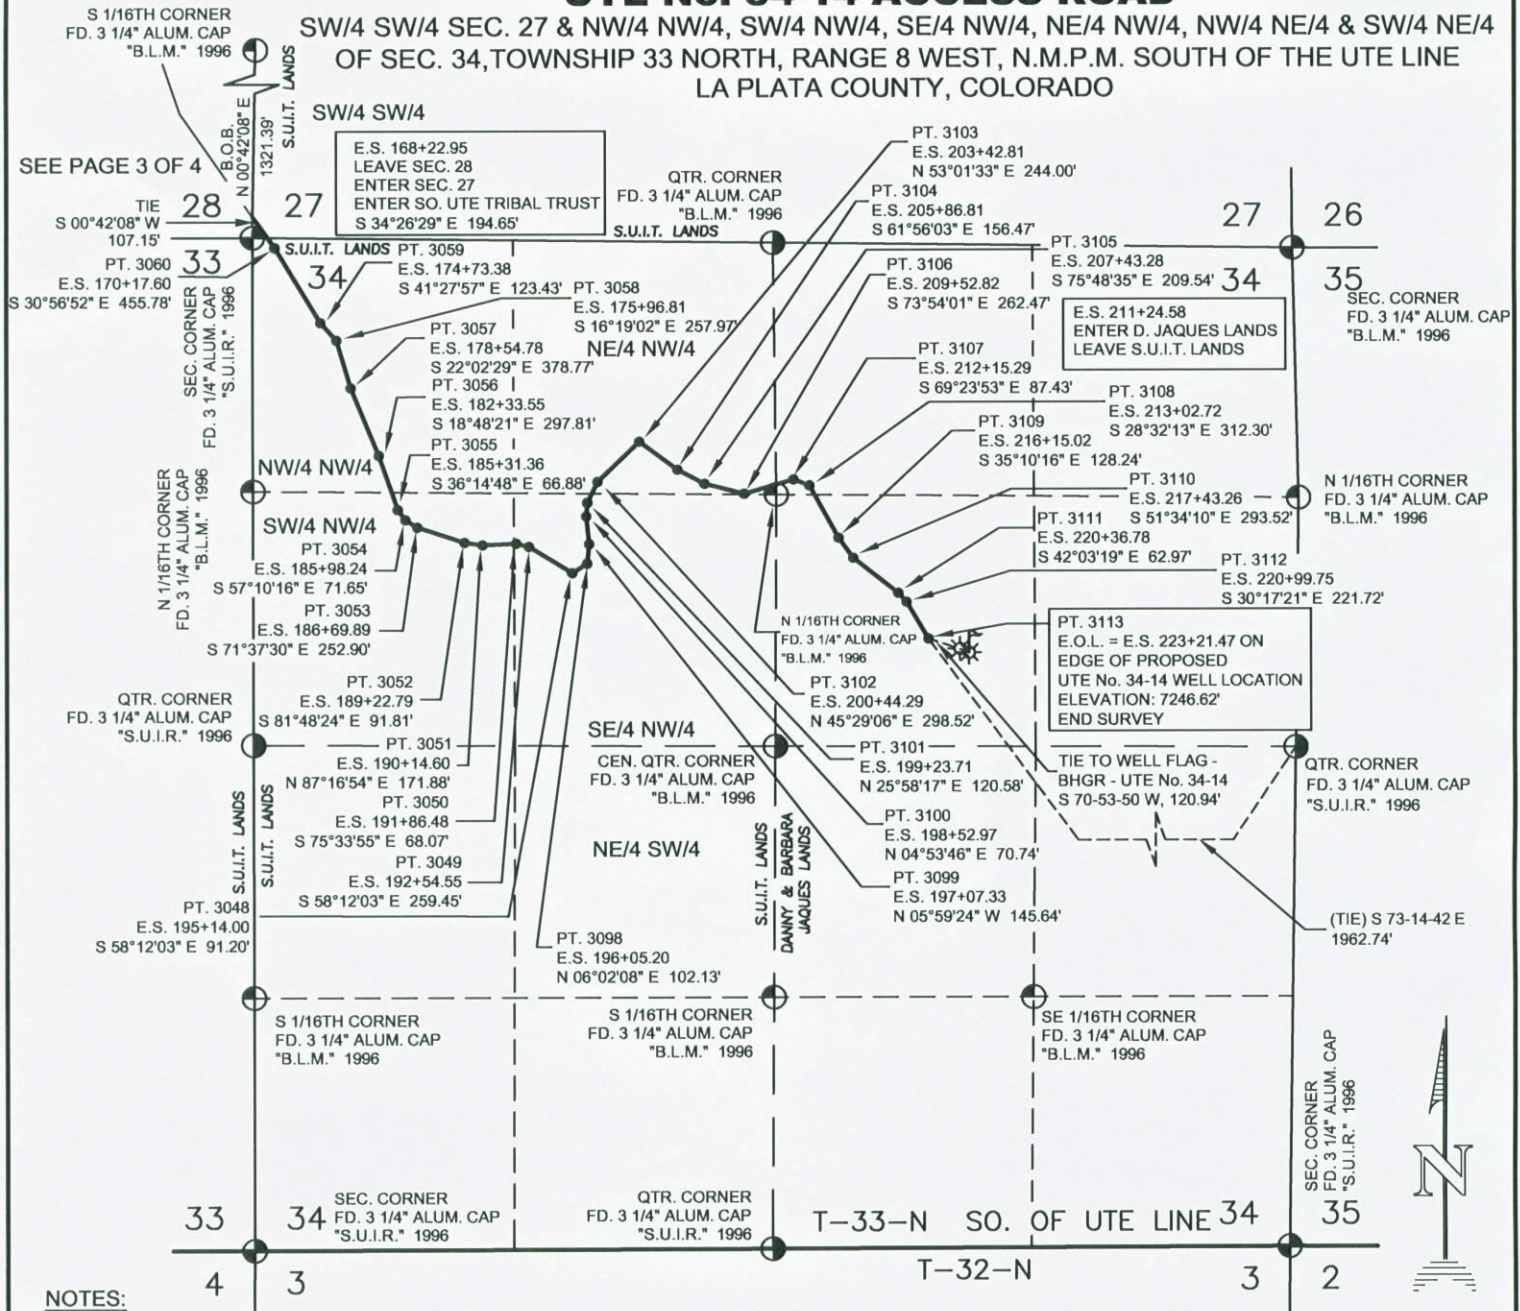 UTE No. 34-14 ACCESS ROAD
SW/4 SW/4 SEC. 27 & NW/4 NW/4, SW/4 NW/4, SE/4 NW/4, NE/4 NW/4, NW/4 NE/4 & SW/4 NE/4
OF SEC. 34,TOWNSHIP 33 NORTH, RANGE 8 WEST, N.M.P.M. SOUTH OF THE UTE LINE
LA PLATA COUNTY, COLORADO
S 1/16TH CORNER
FD. 3 1/4" ALUM. CAP
"B.L.M." 1996
S.U.I.T. LANDS
B.O.B.
N 00°42'08" E
1321.39'
SW/4 SW/4
SEE PAGE 3 OF 4
E.S. 168+22.95
LEAVE SEC. 28
ENTER SEC. 27
ENTER SO. UTE TRIBAL TRUST
S 34°26'29" E 194.65'
TIE
S 00°42'08" W
107.15'
28
27
33
34
S.U.I.T. LANDS
QTR. CORNER
FD. 3 1/4" ALUM. CAP
"B.L.M." 1996
S.U.I.T. LANDS
PT. 3103
E.S. 203+42.81
N 53°01'33" E 244.00'
PT. 3104
E.S. 205+86.81
S 61°56'03" E 156.47'
PT. 3105
E.S. 207+43.28
S 75°48'35" E 209.54'
PT. 3106
E.S. 209+52.82
S 73°54'01" E 262.47'
27
26
34
35
SEC. CORNER
FD. 3 1/4" ALUM. CAP
"B.L.M." 1996
E.S. 211+24.58
ENTER D. JAQUES LANDS
LEAVE S.U.I.T. LANDS
PT. 3060
E.S. 170+17.60
S 30°56'52" E 455.78'
SEC. CORNER
FD. 3 1/4" ALUM. CAP
"S.U.I.R." 1996
PT. 3059
E.S. 174+73.38
S 41°27'57" E 123.43'
PT. 3058
E.S. 175+96.81
S 16°19'02" E 257.97'
NE/4 NW/4
PT. 3057
E.S. 178+54.78
S 22°02'29" E 378.77'
PT. 3056
E.S. 182+33.55
S 18°48'21" E 297.81'
PT. 3055
E.S. 185+31.36
S 36°14'48" E 66.88'
PT. 3107
E.S. 212+15.29
S 69°23'53" E 87.43'
PT. 3108
E.S. 213+02.72
S 28°32'13" E 312.30'
PT. 3109
E.S. 216+15.02
S 35°10'16" E 128.24'
PT. 3110
E.S. 217+43.26
S 51°34'10" E 293.52'
PT. 3111
E.S. 220+36.78
S 42°03'19" E 62.97'
PT. 3112
E.S. 220+99.75
S 30°17'21" E 221.72'
N 1/16TH CORNER
FD. 3 1/4" ALUM. CAP
"B.L.M." 1996
NW/4 NW/4
SW/4 NW/4
N 1/16TH CORNER
FD. 3 1/4" ALUM. CAP
"B.L.M." 1996
PT. 3054
E.S. 185+98.24
S 57°10'16" E 71.65'
PT. 3053
E.S. 186+69.89
S 71°37'30" E 252.90'
PT. 3052
E.S. 189+22.79
S 81°48'24" E 91.81'
PT. 3051
E.S. 190+14.60
N 87°16'54" E 171.88'
PT. 3050
E.S. 191+86.48
S 75°33'55" E 68.07'
PT. 3049
E.S. 192+54.55
S 58°12'03" E 259.45'
PT. 3048
E.S. 195+14.00
S 58°12'03" E 91.20'
PT. 3098
E.S. 196+05.20
N 06°02'08" E 102.13'
QTR. CORNER
FD. 3 1/4" ALUM. CAP
"S.U.I.R." 1996
S.U.I.T. LANDS
S.U.I.T. LANDS
N 1/16TH CORNER
FD. 3 1/4" ALUM. CAP
"B.L.M." 1996
PT. 3113
E.O.L. = E.S. 223+21.47 ON
EDGE OF PROPOSED
UTE No. 34-14 WELL LOCATION
ELEVATION: 7246.62'
END SURVEY
PT. 3102
E.S. 200+44.29
N 45°29'06" E 298.52'
PT. 3101
E.S. 199+23.71
N 25°58'17" E 120.58'
PT. 3100
E.S. 198+52.97
N 04°53'46" E 70.74'
PT. 3099
E.S. 197+07.33
N 05°59'24" W 145.64'
SE/4 NW/4
CEN. QTR. CORNER
FD. 3 1/4" ALUM. CAP
"B.L.M." 1996
NE/4 SW/4
S.U.I.T. LANDS
DANNY & BARBARA
JAQUES LANDS
TIE TO WELL FLAG -
BHGR - UTE No. 34-14
S 70-53-50 W, 120.94'
QTR. CORNER
FD. 3 1/4" ALUM. CAP
"S.U.I.R." 1996
(TIE) S 73-14-42 E
1962.74'
S 1/16TH CORNER
FD. 3 1/4" ALUM. CAP
"B.L.M." 1996
S 1/16TH CORNER
FD. 3 1/4" ALUM. CAP
"B.L.M." 1996
SE 1/16TH CORNER
FD. 3 1/4" ALUM. CAP
"B.L.M." 1996
SEC. CORNER
FD. 3 1/4" ALUM. CAP
"S.U.I.R." 1996
N
33
34
SEC. CORNER
FD. 3 1/4" ALUM. CAP
"S.U.I.R." 1996
QTR. CORNER
FD. 3 1/4" ALUM. CAP
"S.U.I.R." 1996
T-33-N SO. OF UTE LINE
34
35
T-32-N
4
3
3
2
NOTES: